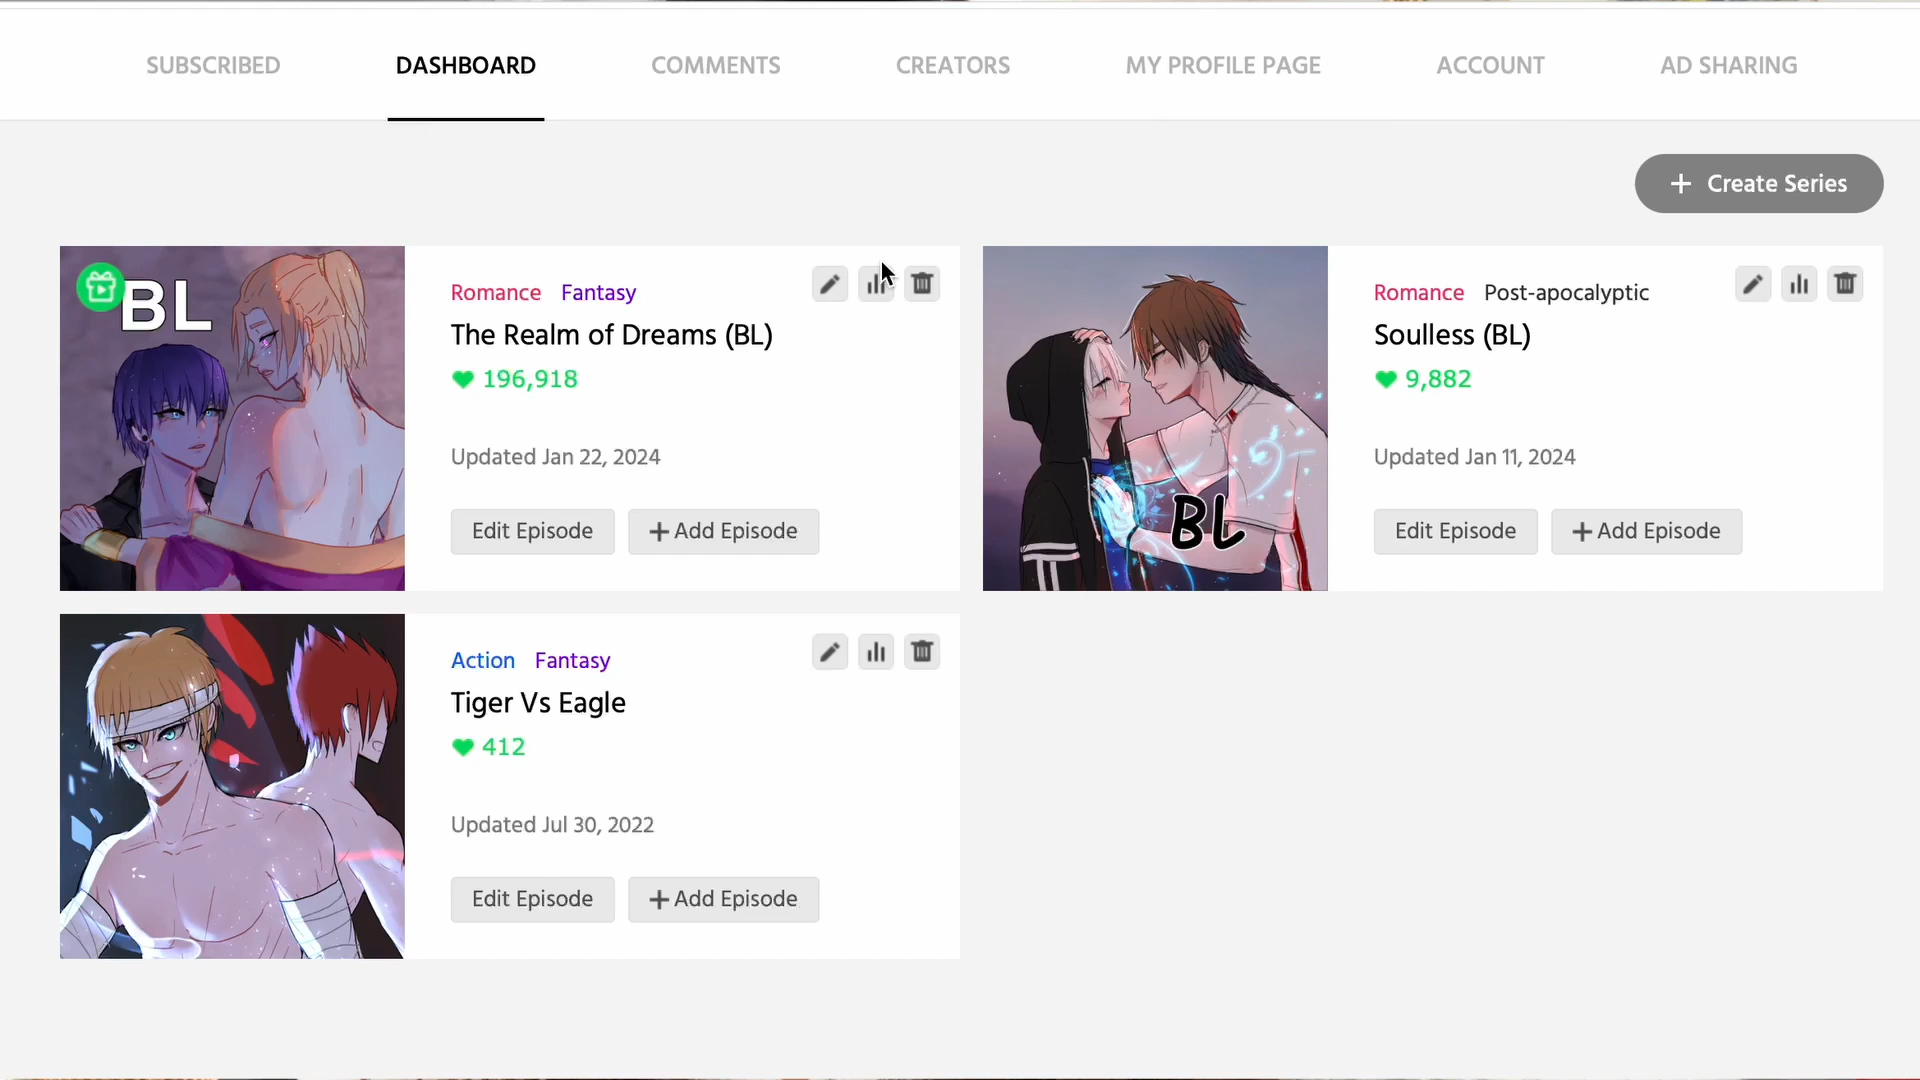 SUBSCRIBED DASHBOARD COMMENTS CREATORS MY PROFILE PAGE ACCOUNT AD SHARING
+ Create Series
BL
Romance Fantasy
The Realm of Dreams (BL)
196,918
Updated Jan 22, 2024
Edit Episode +Add Episode
BL
Romance Post-apocalyptic
Soulless (BL)
9,882
Updated Jan 11, 2024
Edit Episode +Add Episode
Action Fantasy
Tiger Vs Eagle
412
Updated Jul 30, 2022
Edit Episode +Add Episode